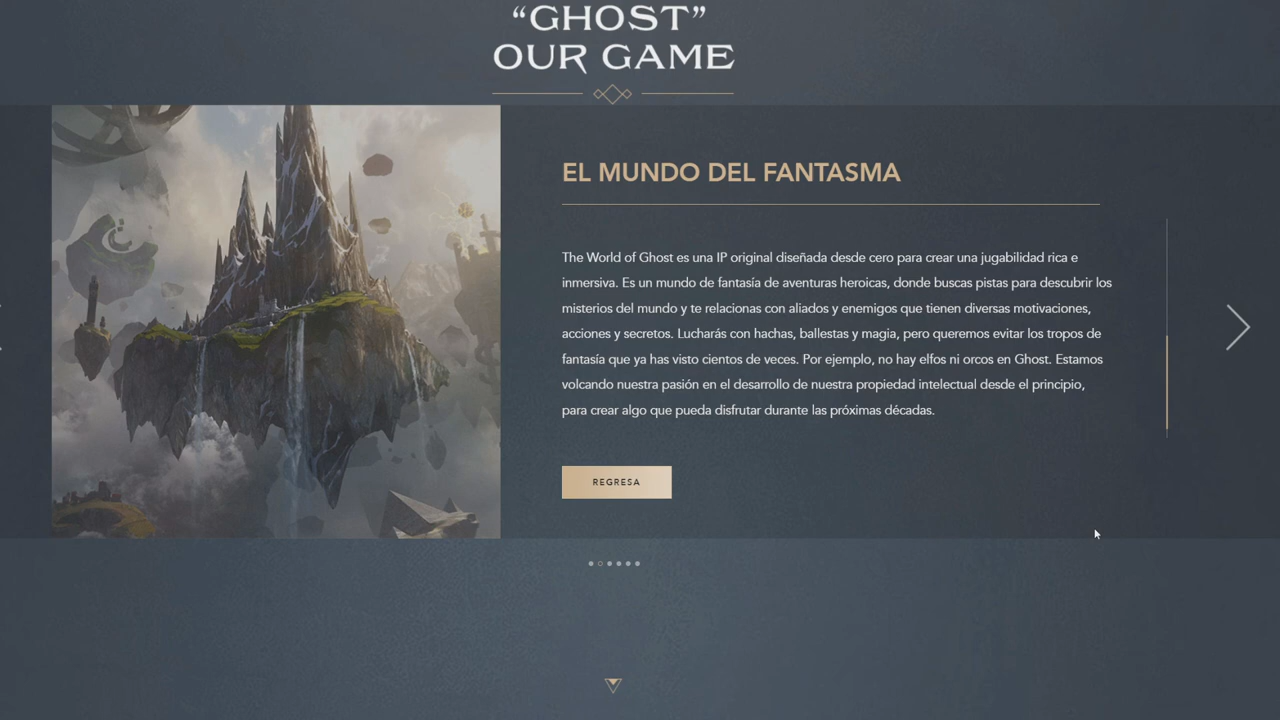 “GHOST”
OUR GAME
EL MUNDO DEL FANTASMA
The World of Ghost es una IP original diseñada desde cero para crear una jugabilidad rica e
inmersiva. Es un mundo de fantasía de aventuras heroicas, donde buscas pistas para descubrir los
misterios del mundo y te relacionas con aliados y enemigos que tienen diversas motivaciones,
acciones y secretos. Lucharás con hachas, ballestas y magia, pero queremos evitar los tropos de
fantasía que ya has visto cientos de veces. Por ejemplo, no hay elfos ni orcos en Ghost. Estamos
volcando nuestra pasión en el desarrollo de nuestra propiedad intelectual desde el principio,
para crear algo que pueda disfrutar durante las próximas décadas.
REGRESA